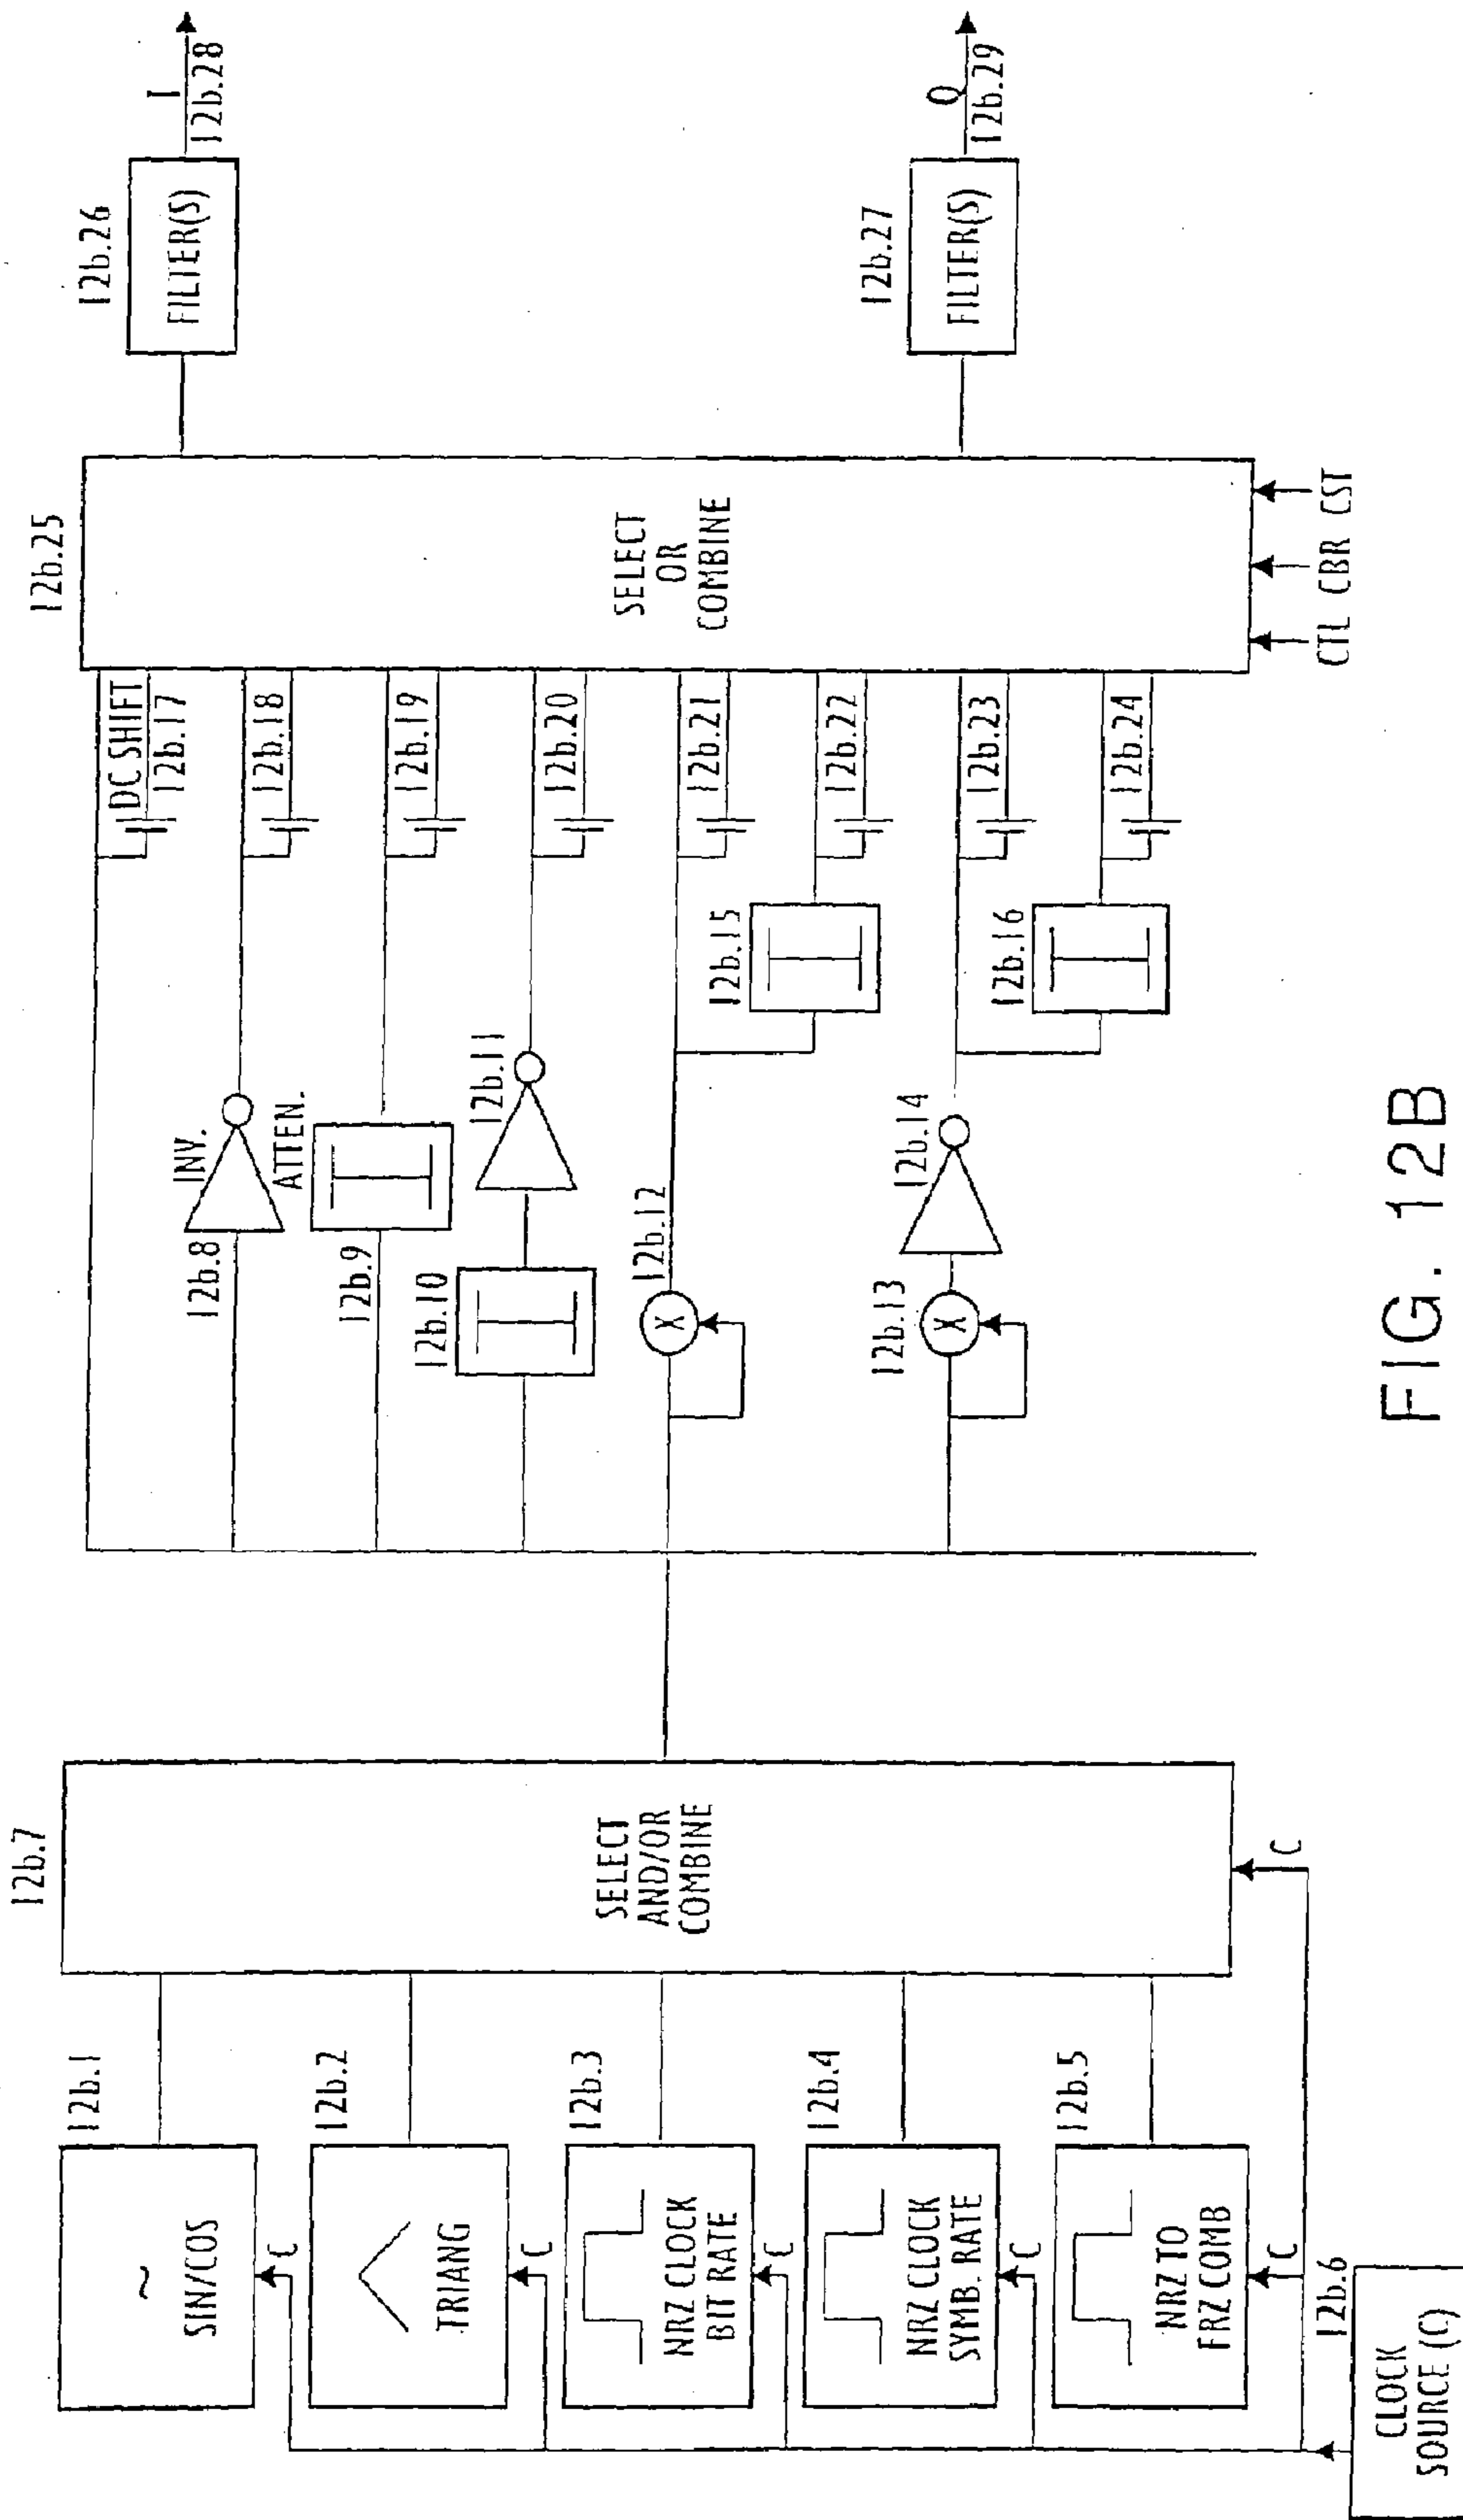 12b.1
~
SIN/COS
C
12b.2
TRIANG
C
12b.3
NRZ CLOCK
BIT RATE
C
12b.4
NRZ CLOCK
SYMB. RATE
C
12b.5
NRZ TO
FRZ COMB
C
12b.6
CLOCK
SOURCE (C)
12b.7
SELECT
AND/OR
COMBINE
C
INV.
12b.8
ATTEN.
12b.9
12b.10
12b.11
12b.12
X
12b.13
X
12b.14
12b.15
12b.16
DC SHIFT
12b.17
12b.18
12b.19
12b.20
12b.21
12b.22
12b.23
12b.24
12b.25
SELECT
OR
COMBINE
CTL CBR CST
12b.26
FILTER(S)
I
12b.28
12b.27
FILTER(S)
Q
12b.29
FIG. 12B